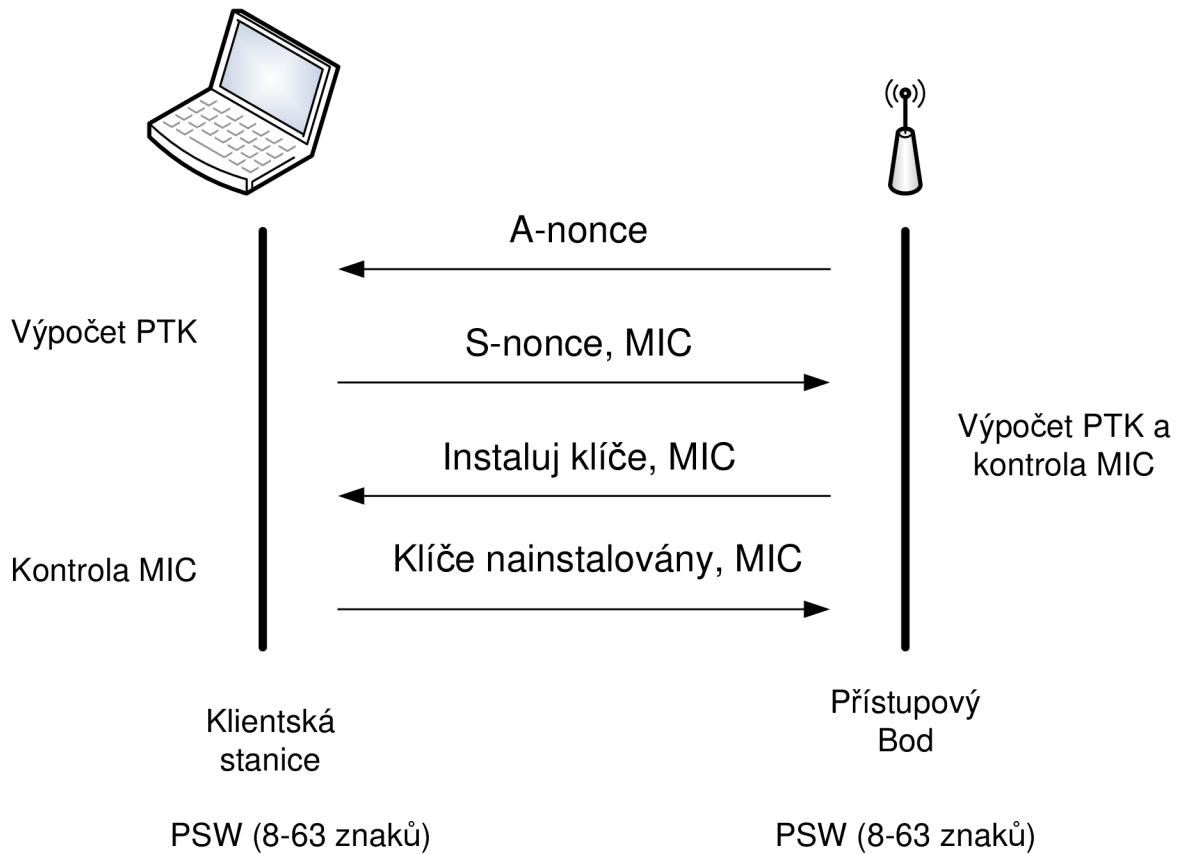 A-nonce
Výpočet PTK
S-nonce, MIC
Výpočet PTK a
kontrola MIC
Instaluj klíče, MIC
Klíče nainstalovány, MIC
Kontrola MIC
Klientská
stanice
Přístupový
Bod
PSW (8-63 znaků)
PSW (8-63 znaků)